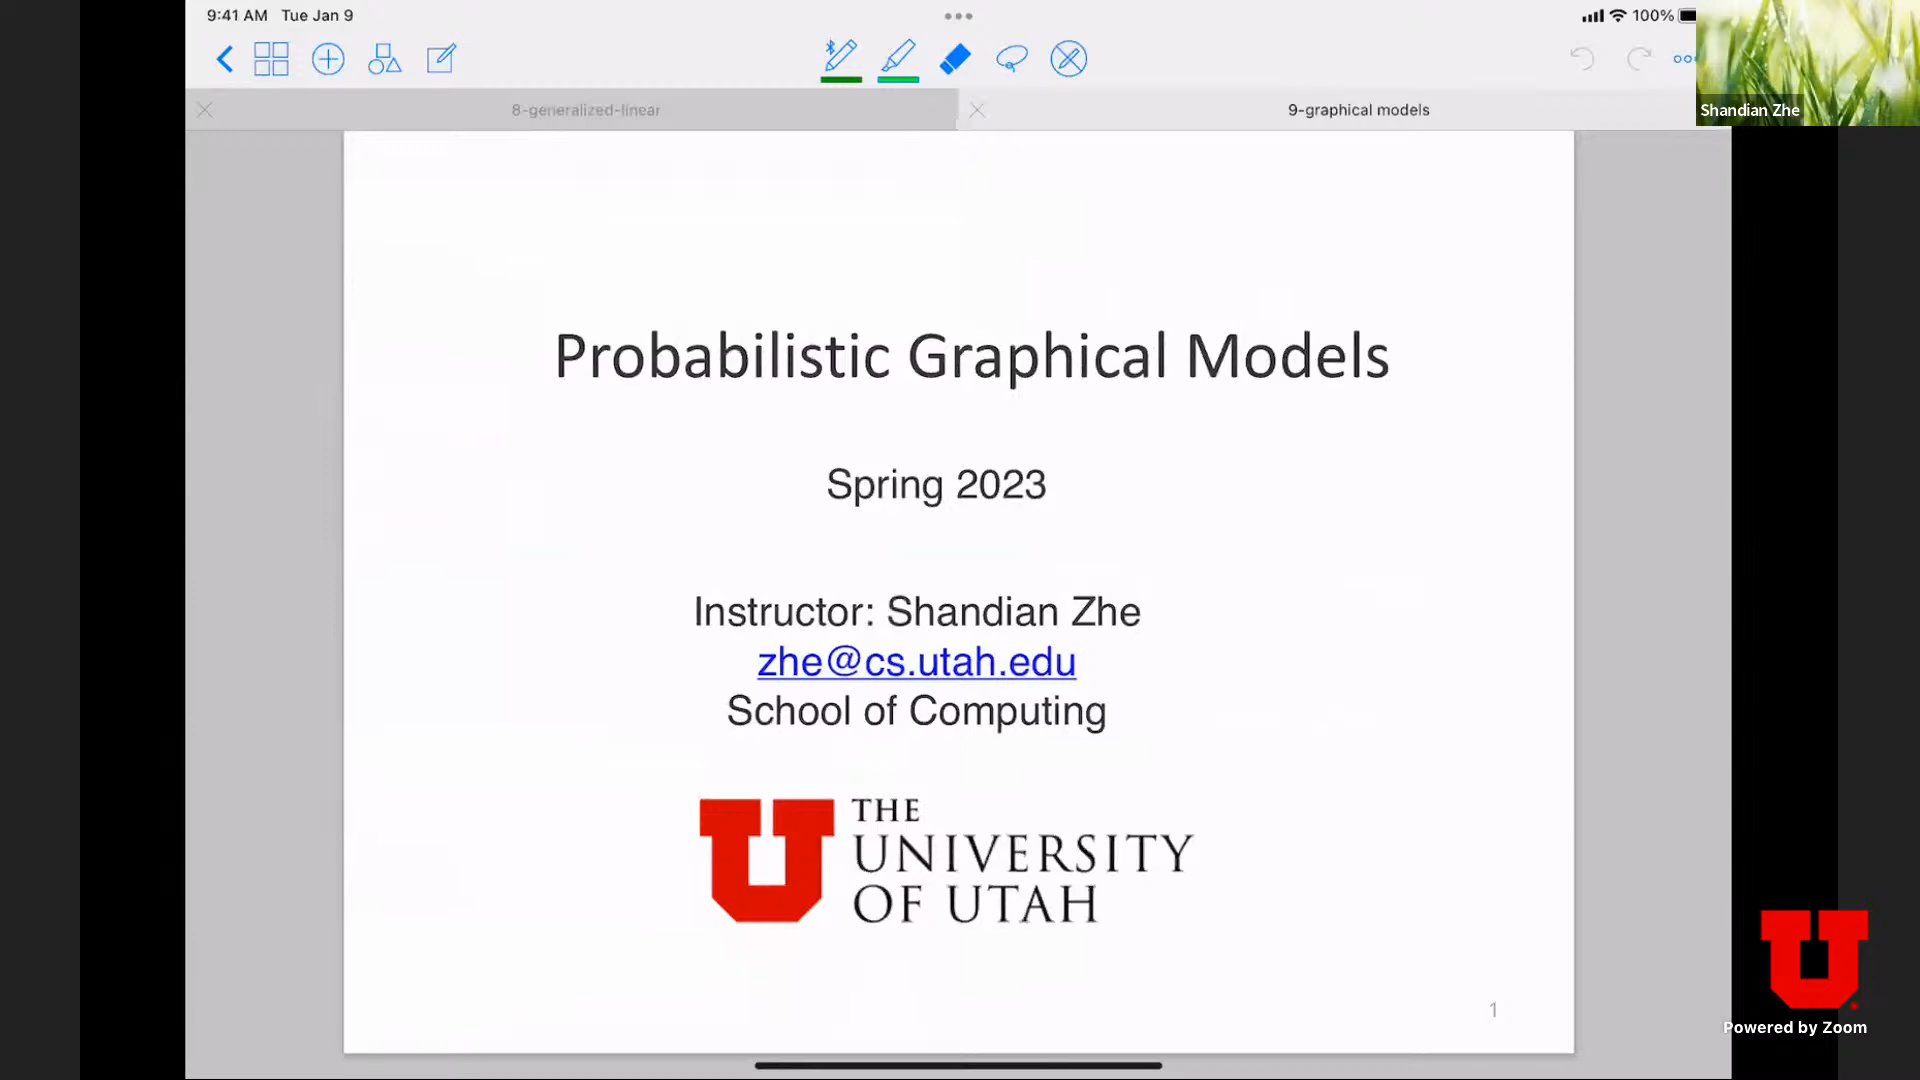 9:41 AM Tue Jan 9
100%
Shandian Zhe
8-generalized-linear
9-graphical models
Probabilistic Graphical Models
Spring 2023
Instructor: Shandian Zhe
zhe@cs.utah.edu
School of Computing
THE
UNIVERSITY
OF UTAH
1
Powered by Zoom